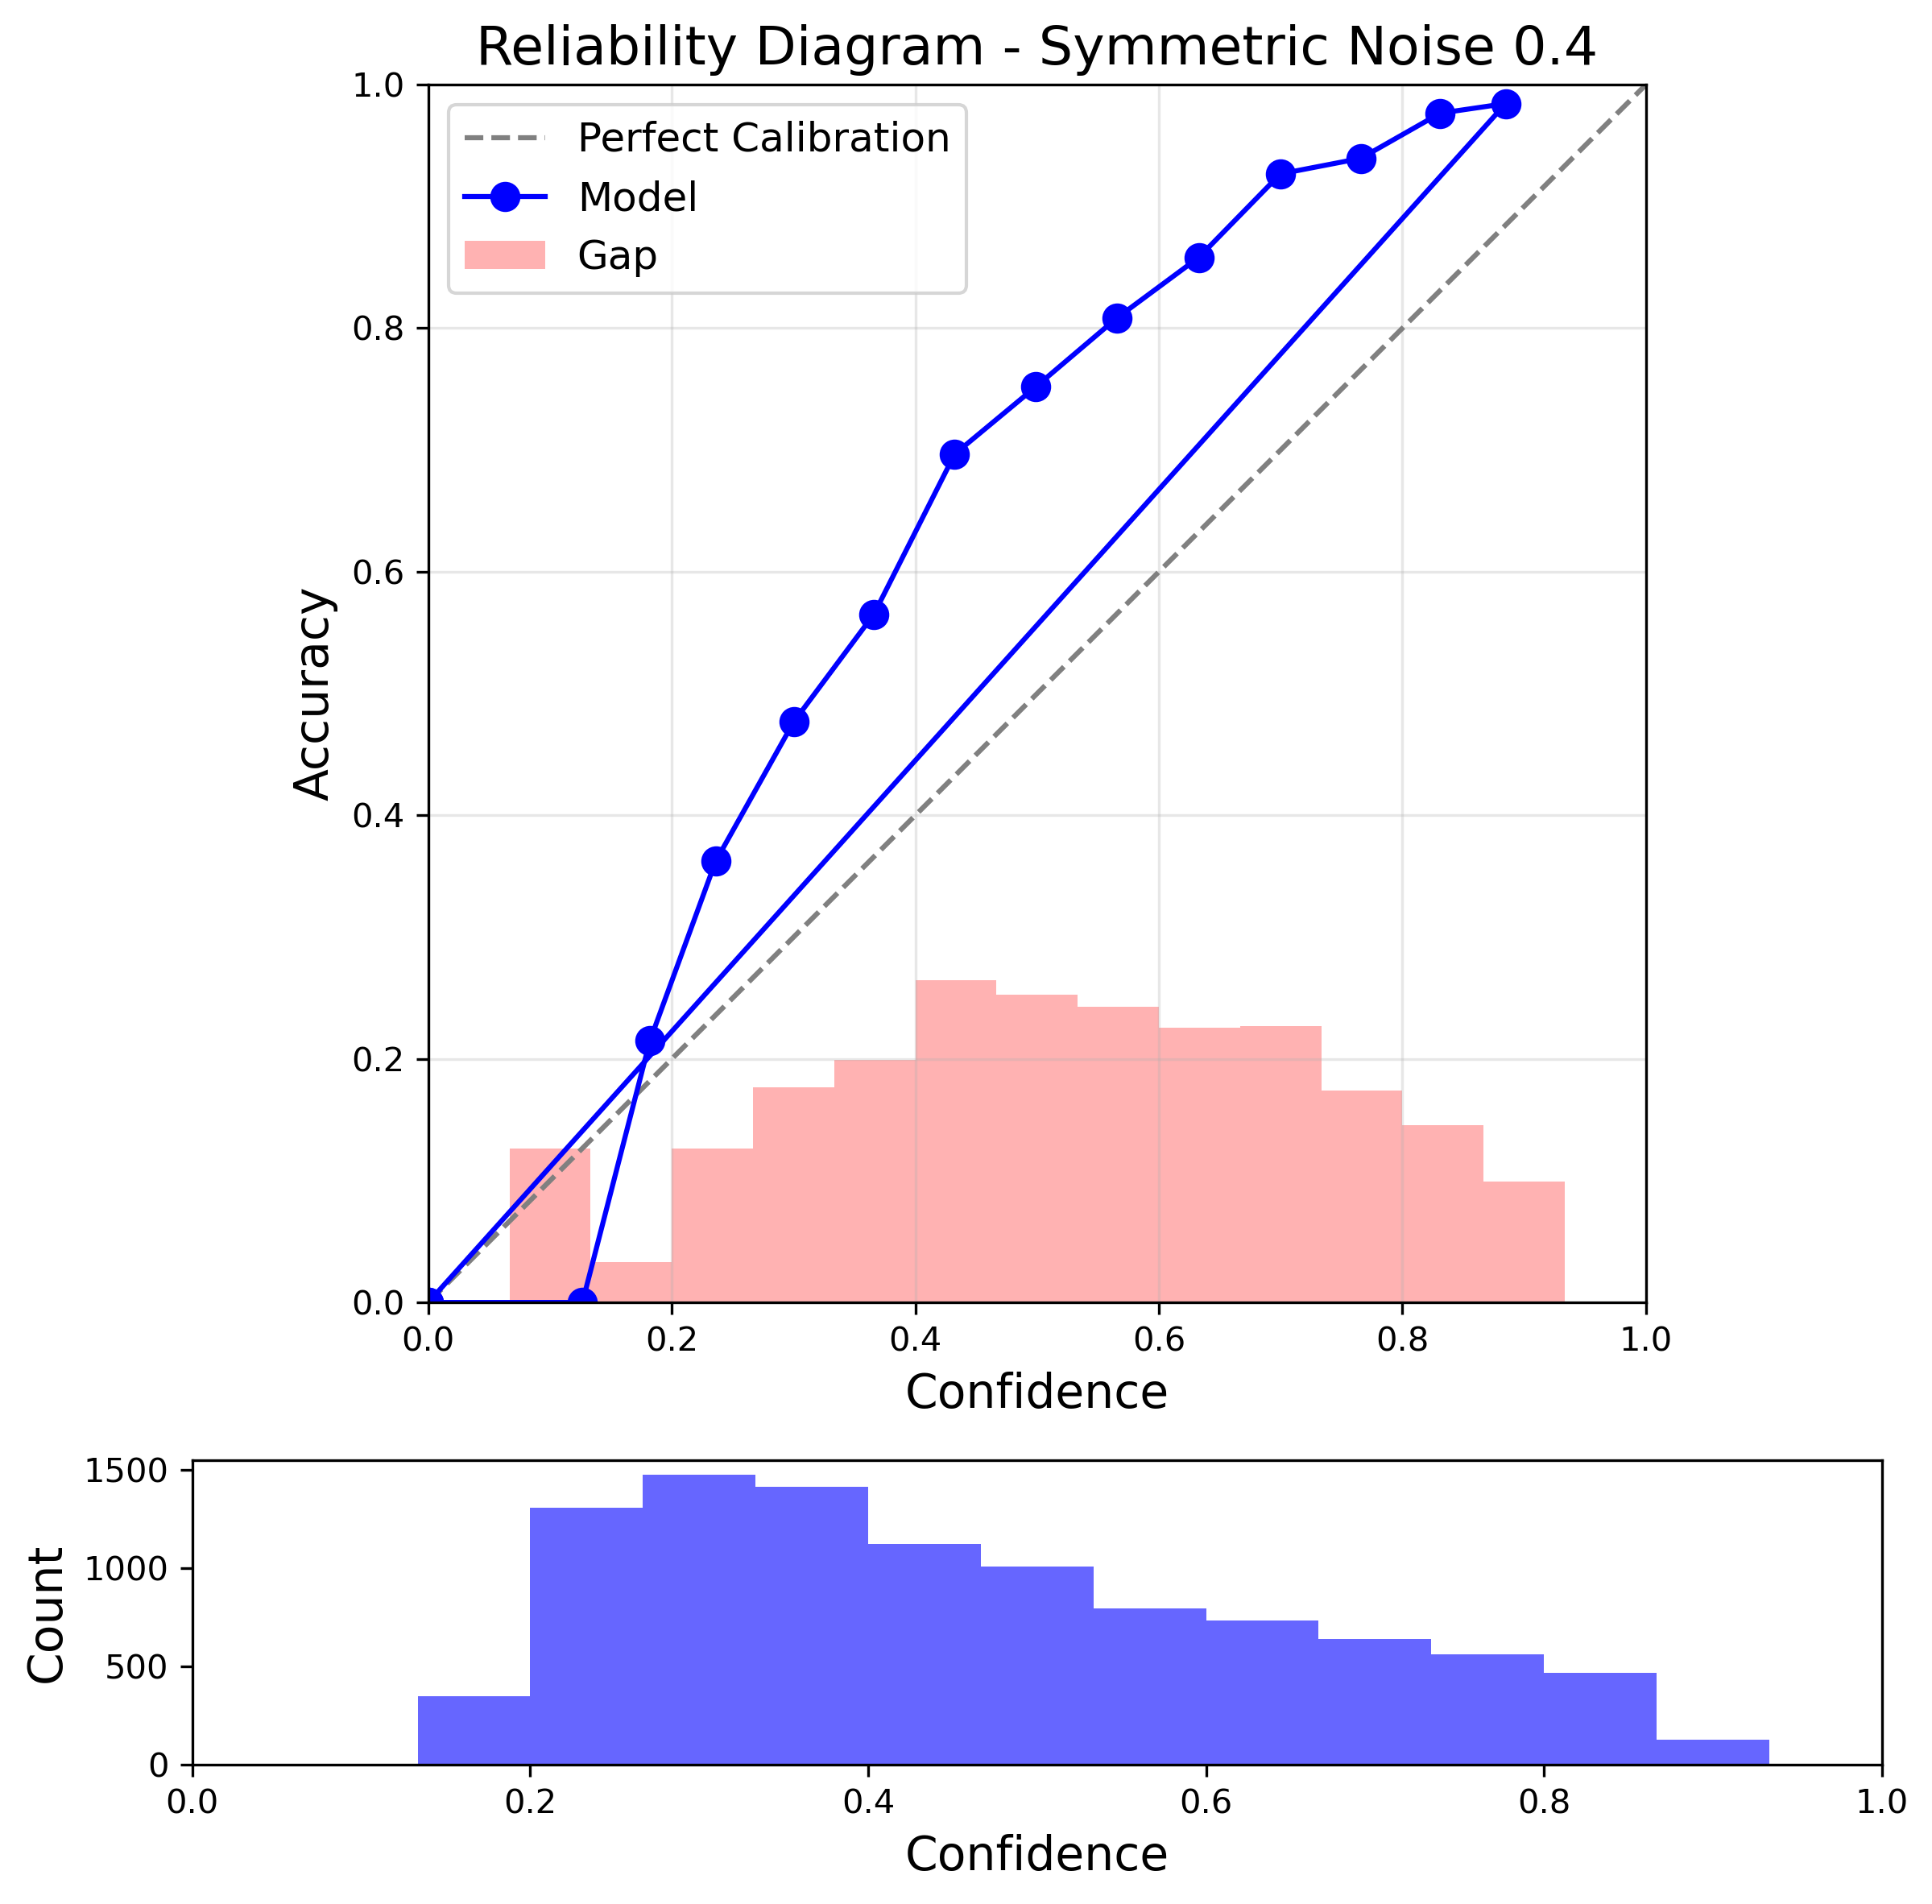 Reliability Diagram - Symmetric Noise 0.4
Perfect Calibration
Model
Gap
Accuracy
1.0
0.8
0.6
0.4
0.2
0.0
0.0 0.2 0.4 0.6 0.8 1.0
Confidence
Count
1500
1000
500
0
0.0 0.2 0.4 0.6 0.8 1.0
Confidence